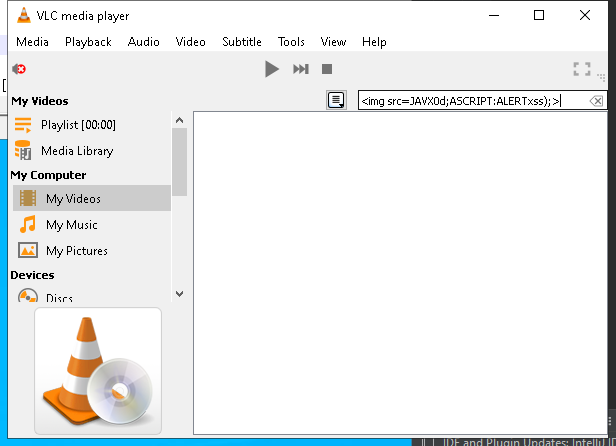 VLC media player
Media Playback Audio Video Subtitle Tools View Help
<img src=JAVX0d;ASCRIPT:ALERTxss);>
My Videos
Playlist [00:00]
Media Library
My Computer
My Videos
My Music
My Pictures
Devices
Discs
IDE and Plugin Updates: IntelliJ